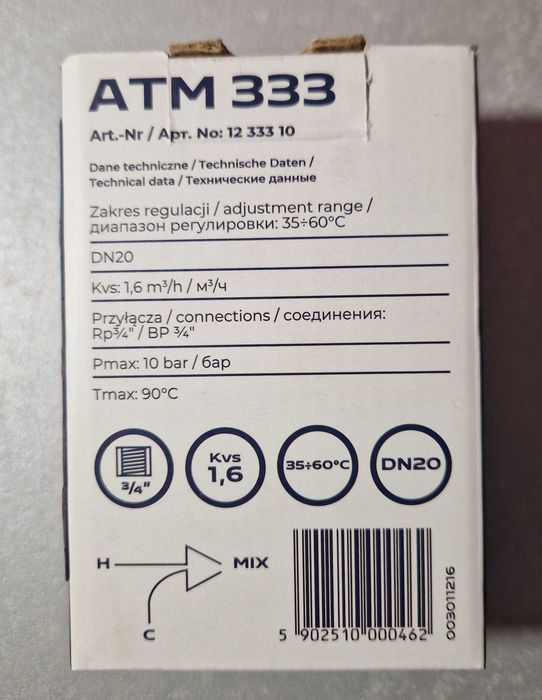 ATM 333
Art.-Nr / Арт. No: 12 333 10
Dane techniczne / Technische Daten /
Technical data / Технические данные
Zakres regulacji / adjustment range /
диапазон регулировки: 35÷60°C
DN20
Kvs: 1,6 m³/h / м³/ч
Przyłącza / connections / соединения:
Rp¾" / BP ¾"
Pmax: 10 bar / бар
Tmax: 90°C
¾"
Kvs
1,6
35÷60°C
DN20
H
MIX
C
5 902510 000462
003011216